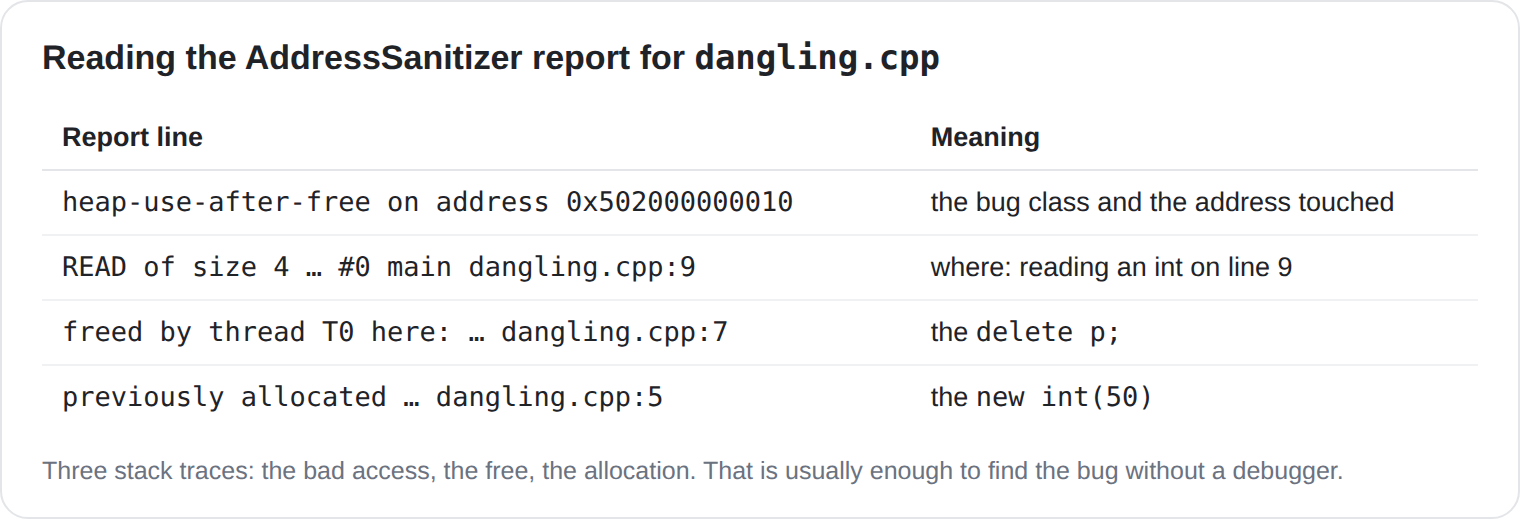 Reading the AddressSanitizer report for dangling.cpp
Report line Meaning
heap-use-after-free on address 0x502000000010 the bug class and the address touched
READ of size 4 … #0 main dangling.cpp:9 where: reading an int on line 9
freed by thread T0 here: … dangling.cpp:7 the delete p;
previously allocated … dangling.cpp:5 the new int(50)
Three stack traces: the bad access, the free, the allocation. That is usually enough to find the bug without a debugger.